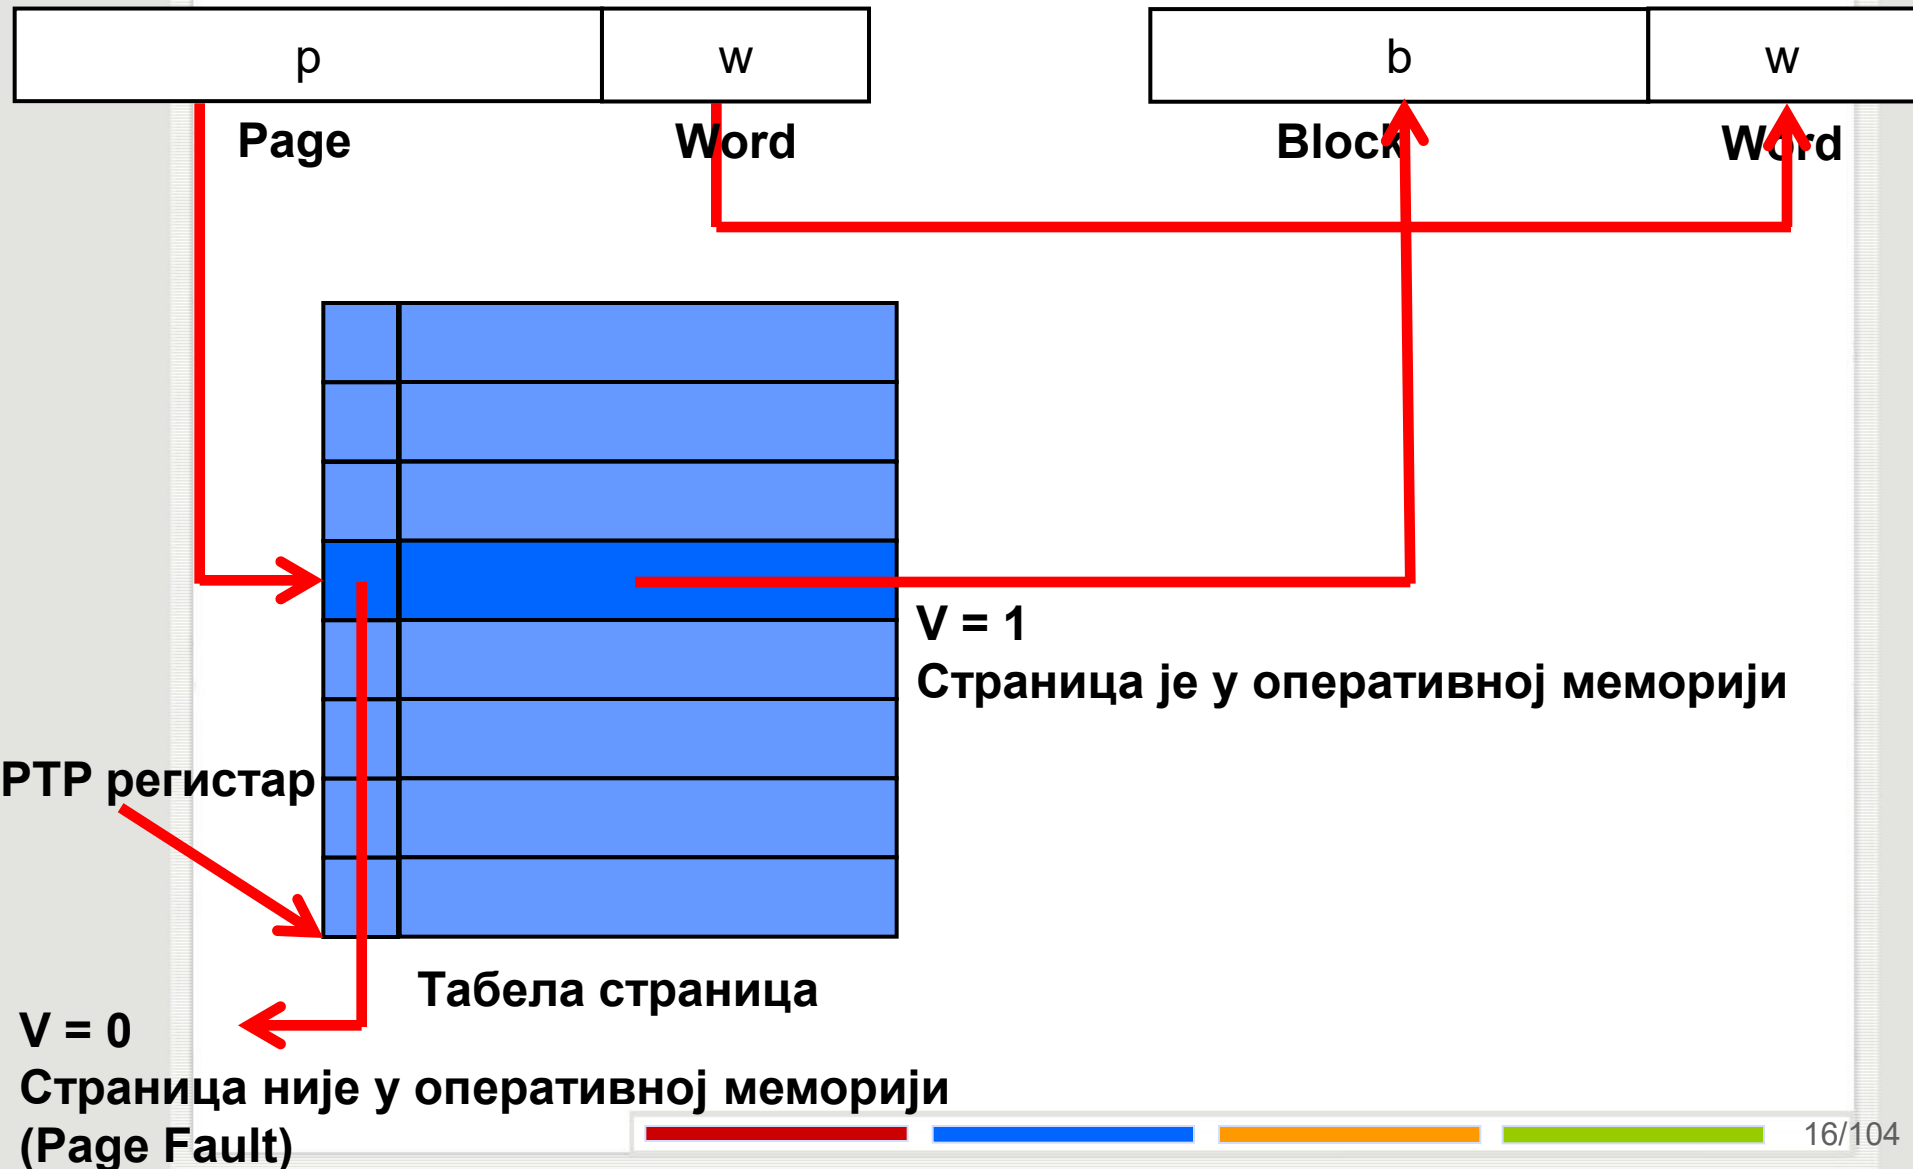 p
w
b
w
Page
Word
Block
Word
V = 1
Страница је у оперативној меморији
PTP регистар
Табела страница
V = 0
Страница није у оперативној меморији
(Page Fault)
16/104